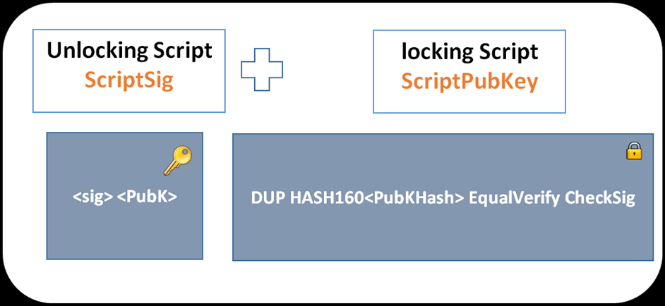 Unlocking Script
ScriptSig
locking Script
ScriptPubKey
<sig> <PubK>
DUP HASH160<PubKHash> EqualVerify CheckSig